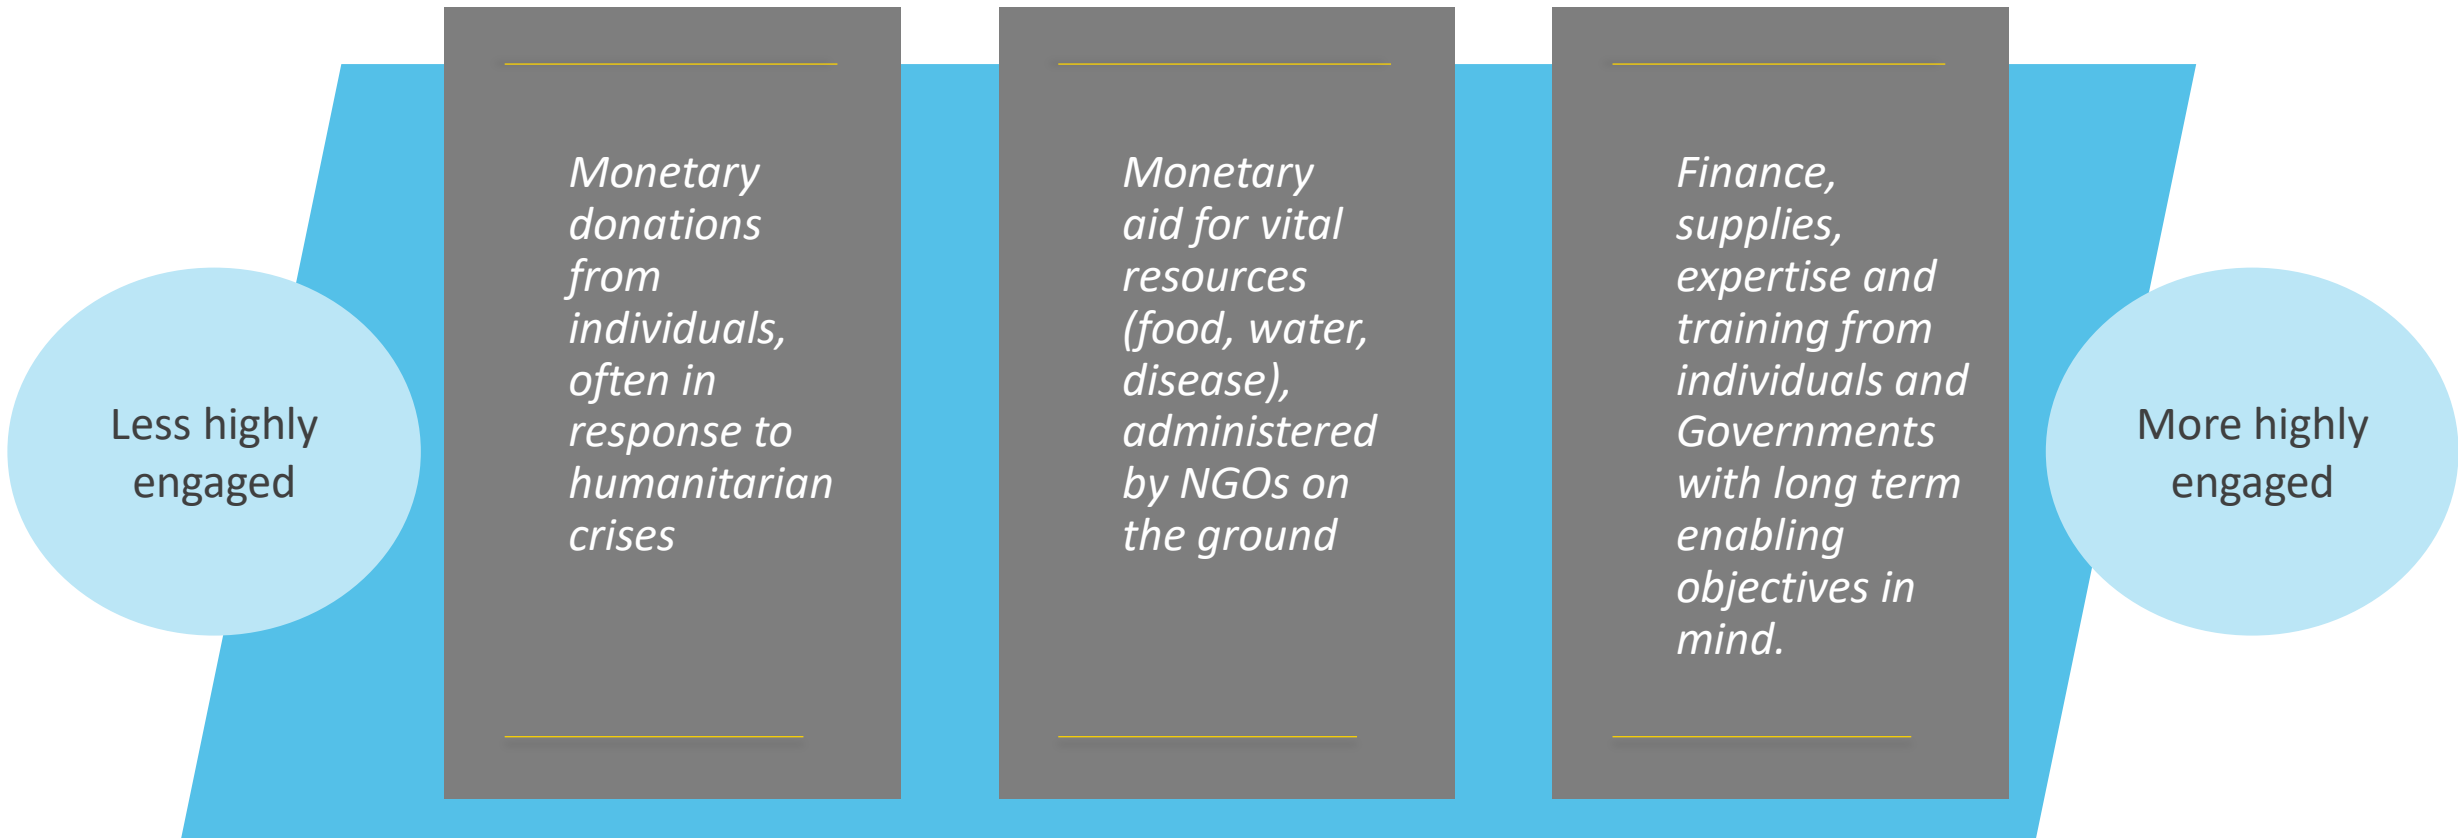 Less highly
engaged
Monetary
donations
from
individuals,
often in
response to
humanitarian
crises
Monetary
aid for vital
resources
(food, water,
disease),
administered
by NGOs on
the ground
Finance,
supplies,
expertise and
training from
individuals and
Governments
with long term
enabling
objectives in
mind.
More highly
engaged